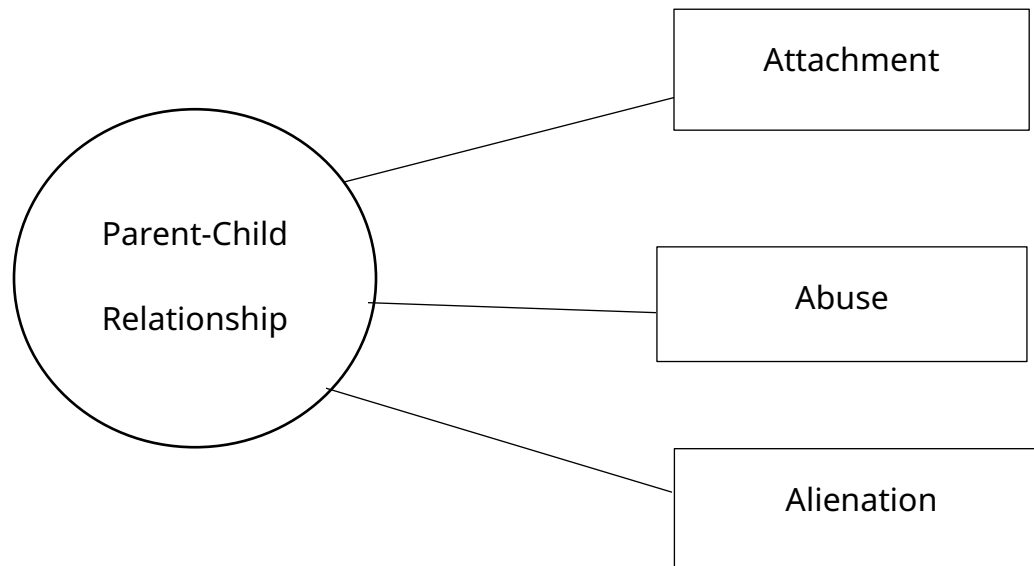 Attachment
Parent-Child
Relationship
Abuse
Alienation